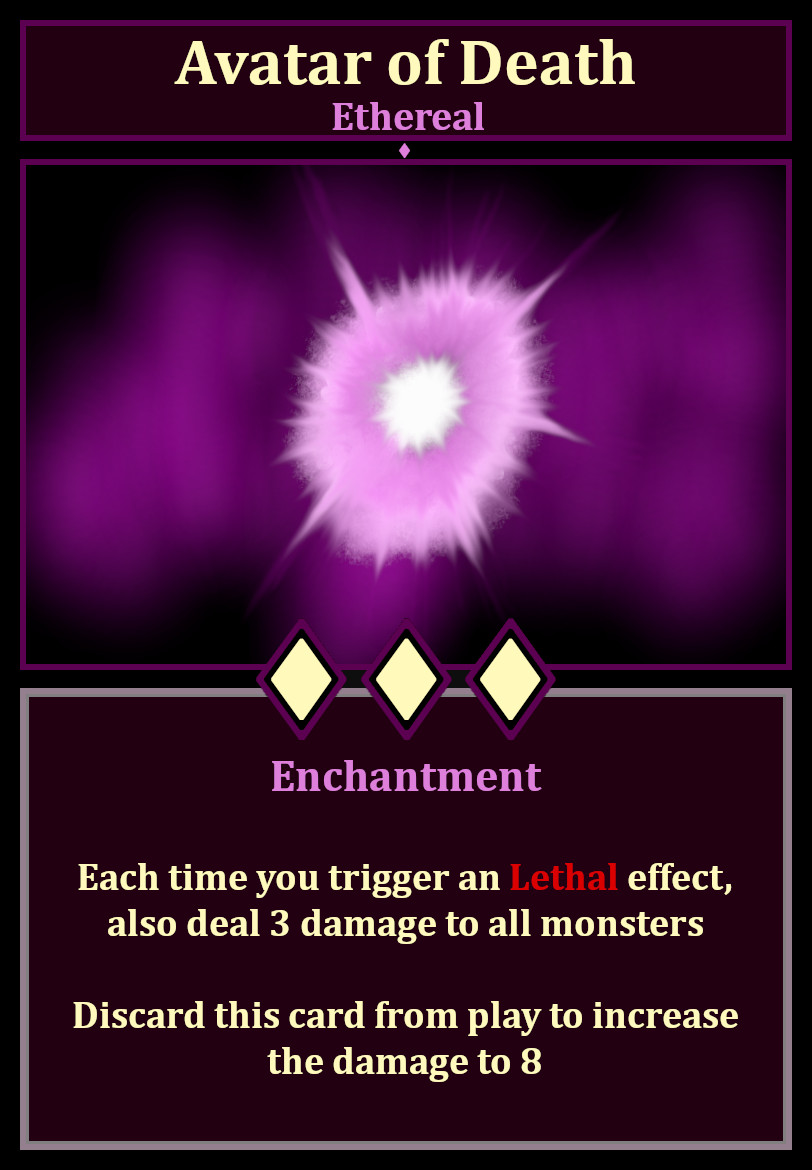 Avatar of Death
Ethereal
Enchantment
Each time you trigger an Lethal effect,
also deal 3 damage to all monsters
Discard this card from play to increase
the damage to 8